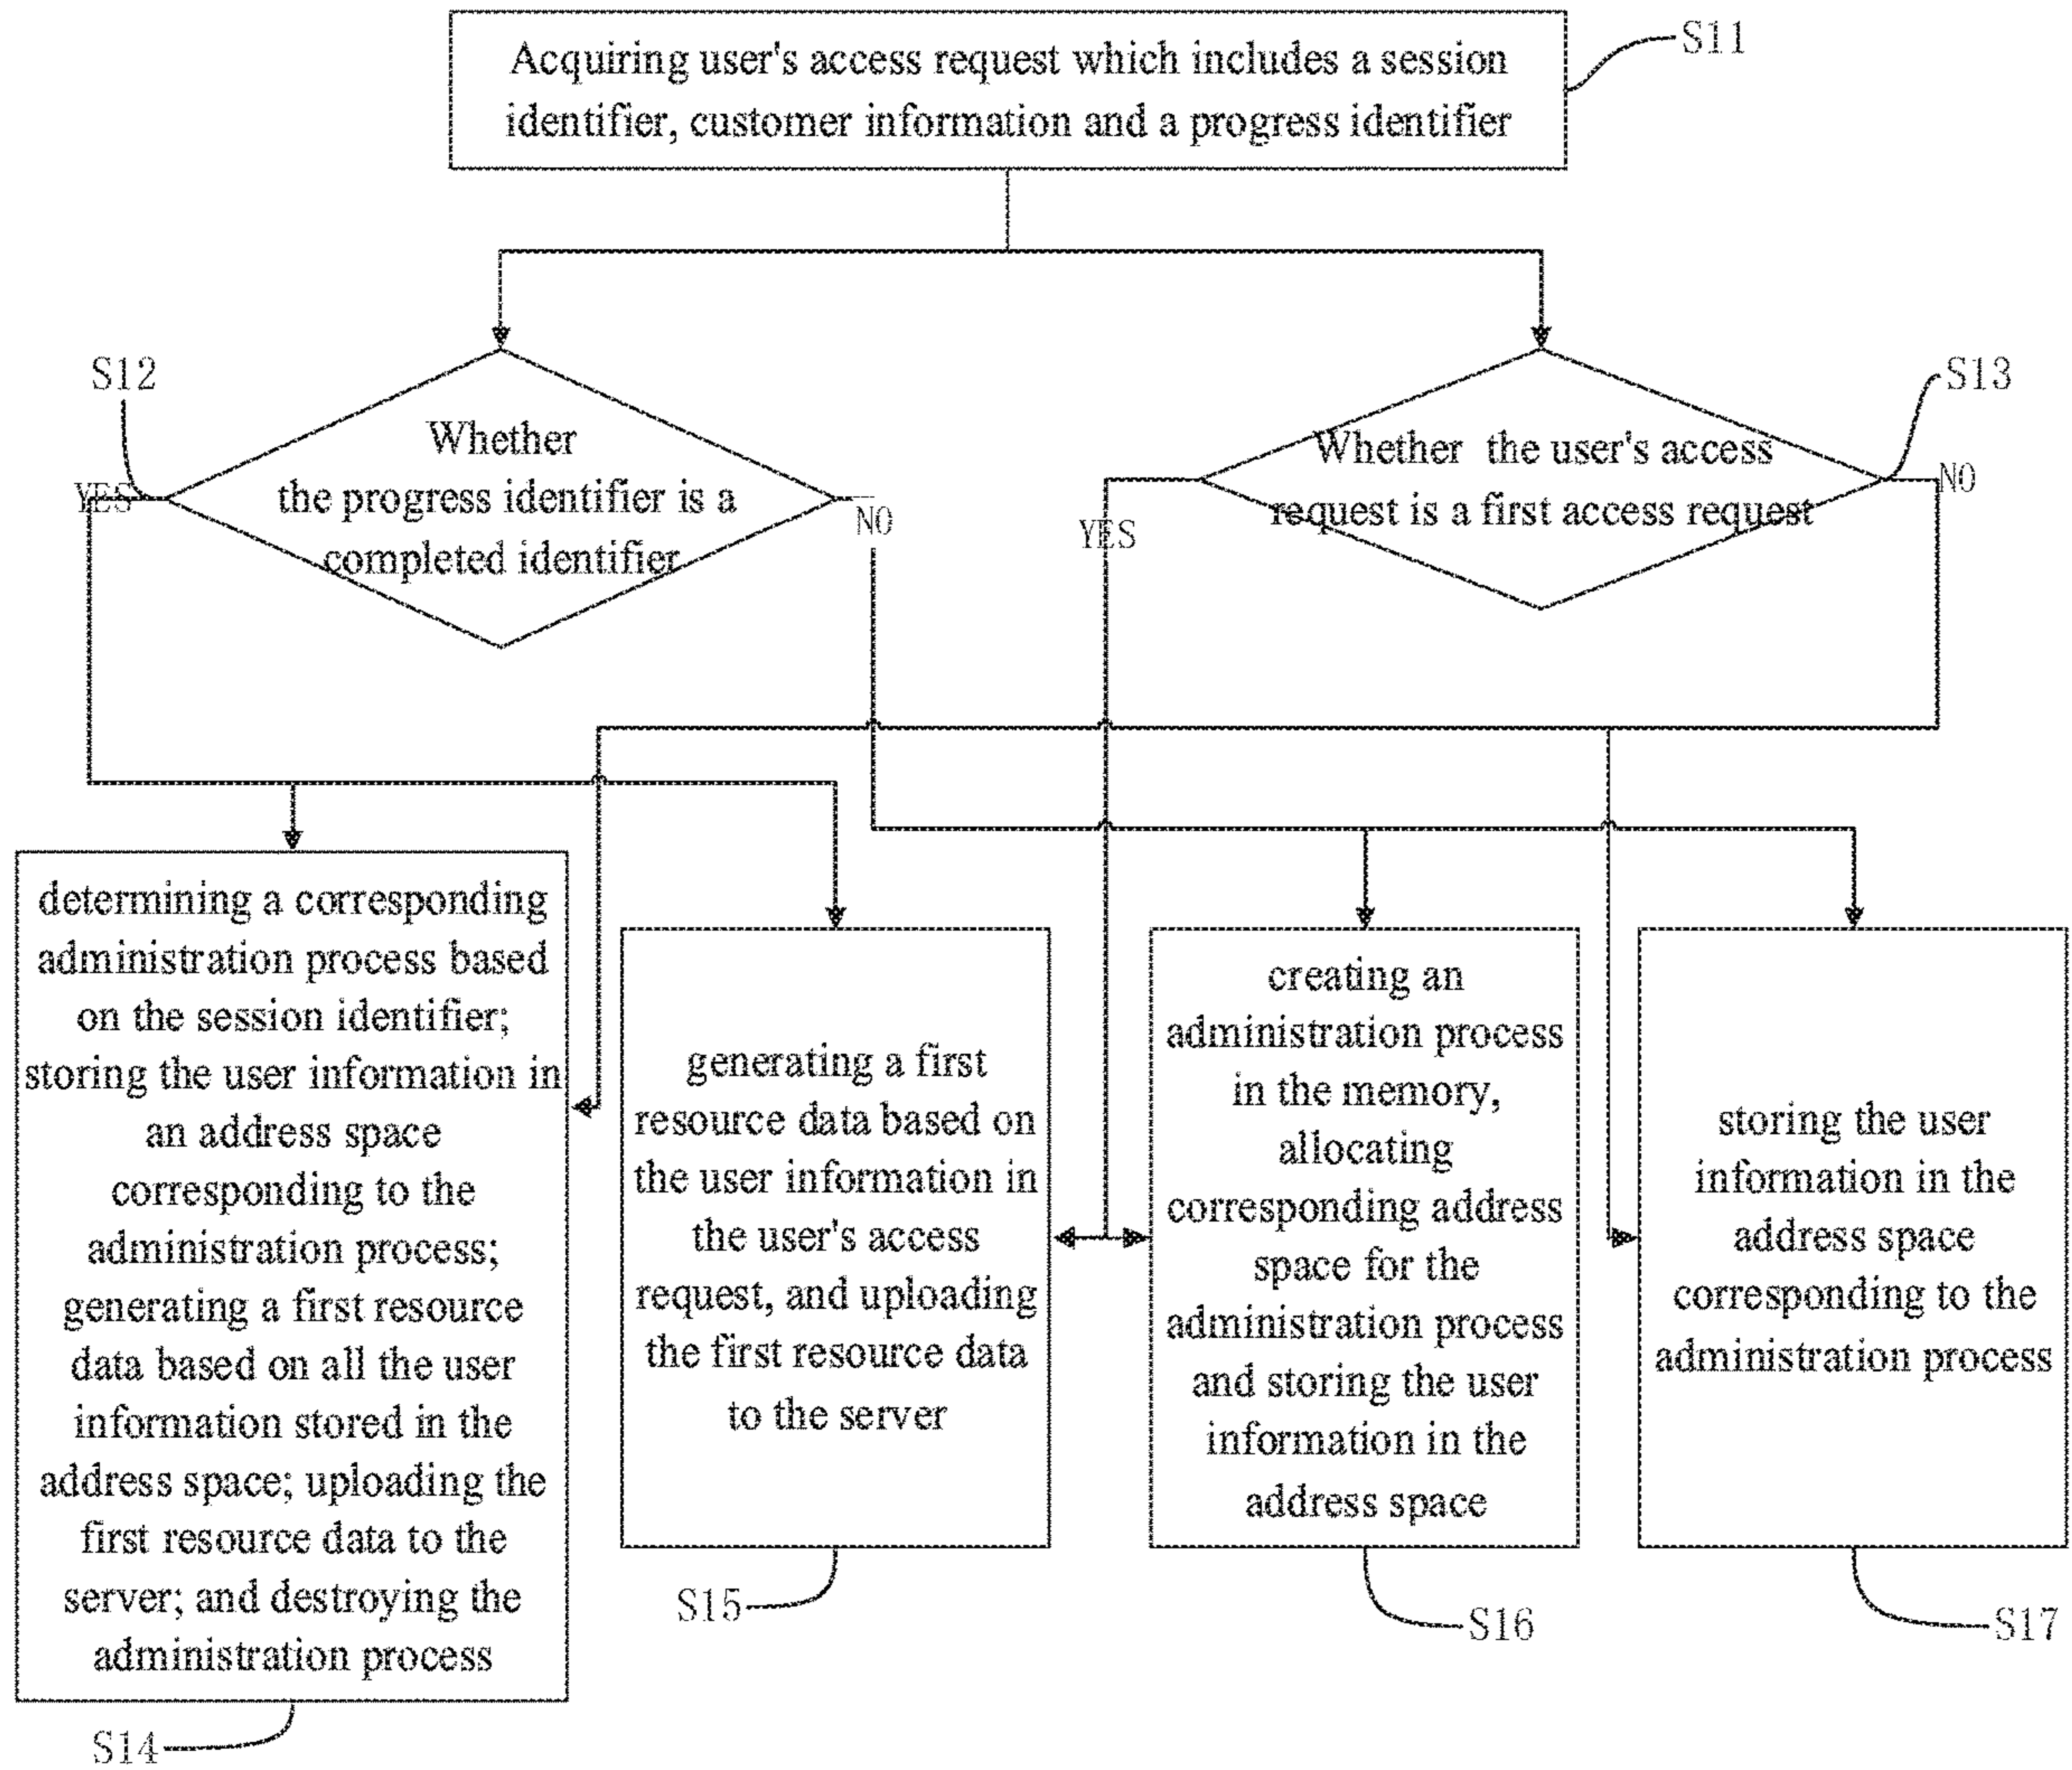 Acquiring user's access request which includes a session
identifier, customer information and a progress identifier
S11
S12
Whether
the progress identifier is a
completed identifier
YES
NO
S13
Whether the user's access
request is a first access request
YES
NO
determining a corresponding
administration process based
on the session identifier;
storing the user information in
an address space
corresponding to the
administration process;
generating a first resource
data based on all the user
information stored in the
address space; uploading the
first resource data to the
server; and destroying the
administration process
S14
generating a first
resource data based on
the user information in
the user's access
request, and uploading
the first resource data
to the server
S15
creating an
administration process
in the memory,
allocating
corresponding address
space for the
administration process
and storing the user
information in the
address space
S16
storing the user
information in the
address space
corresponding to the
administration process
S17